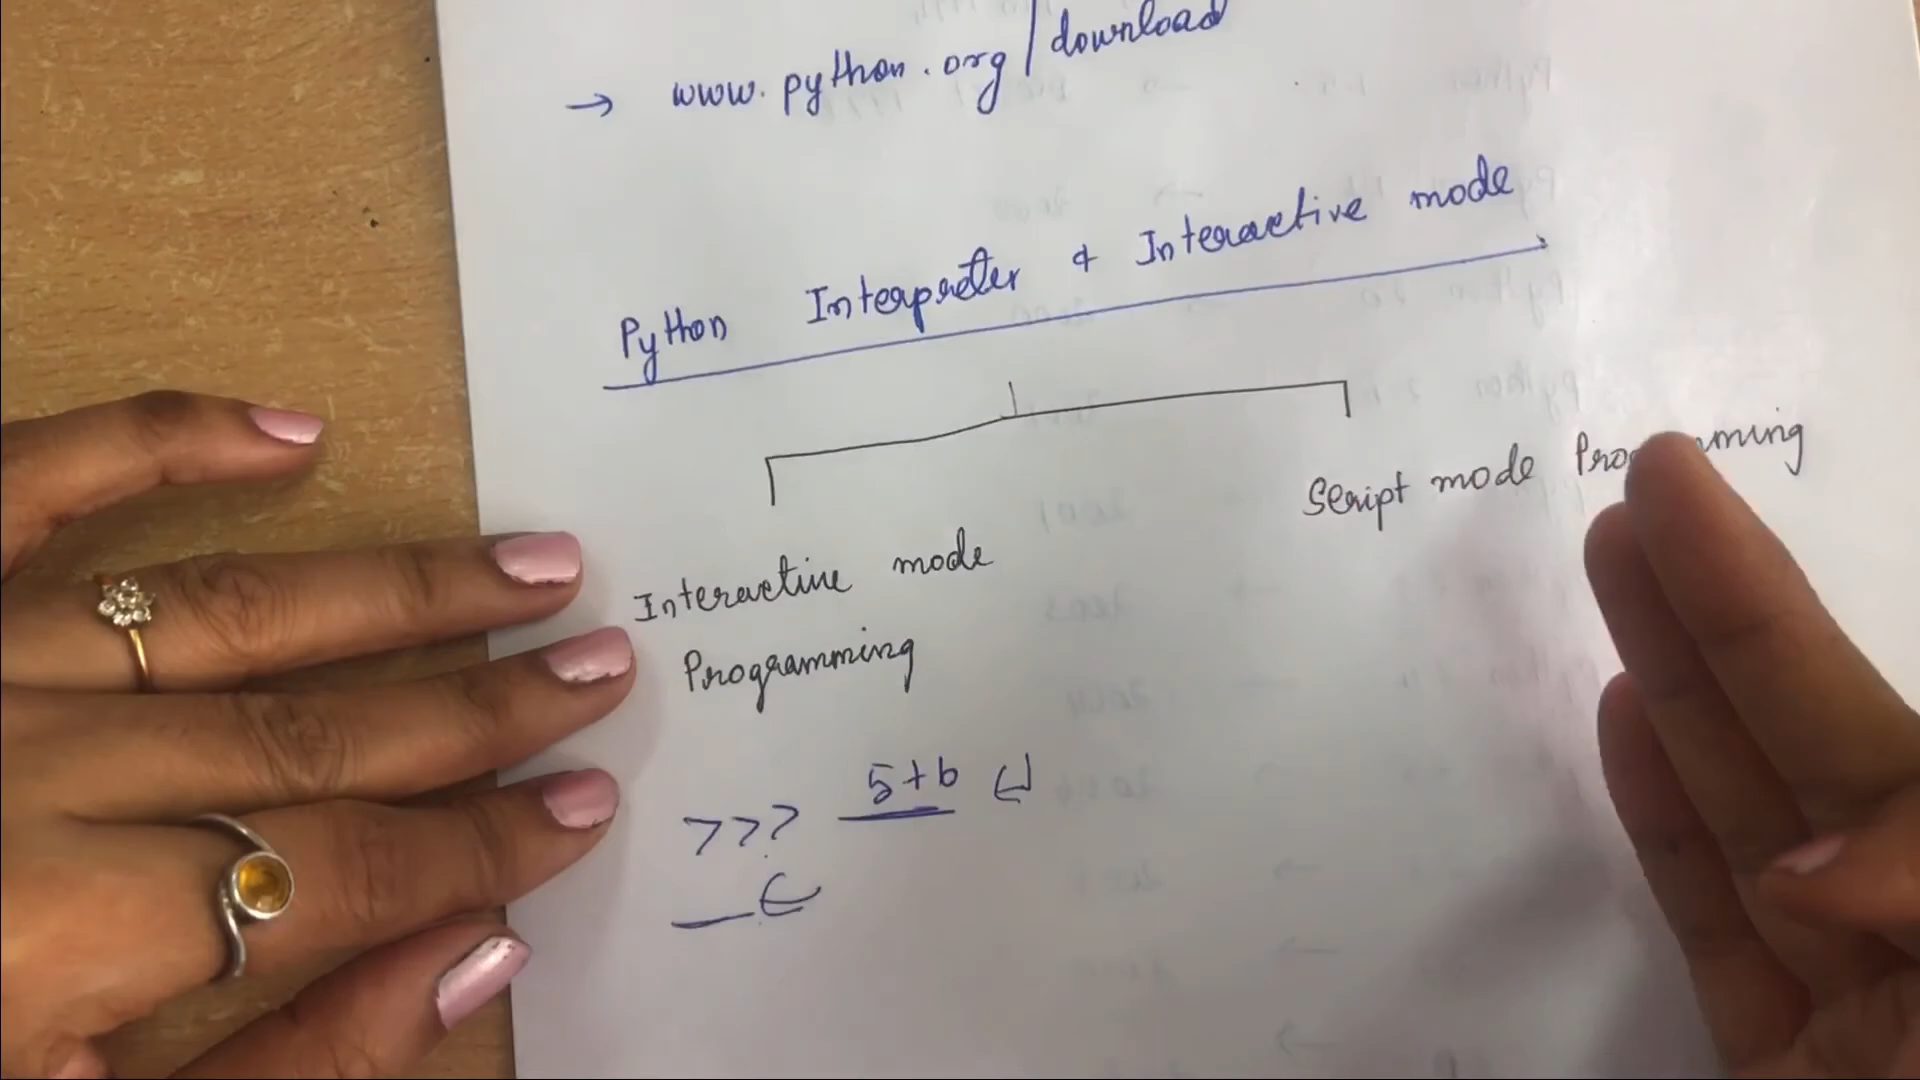 → www.python.org/download
Python Interpreter & Interactive mode
Script mode
Interactive mode
Programming
>>> 5+6 ↵